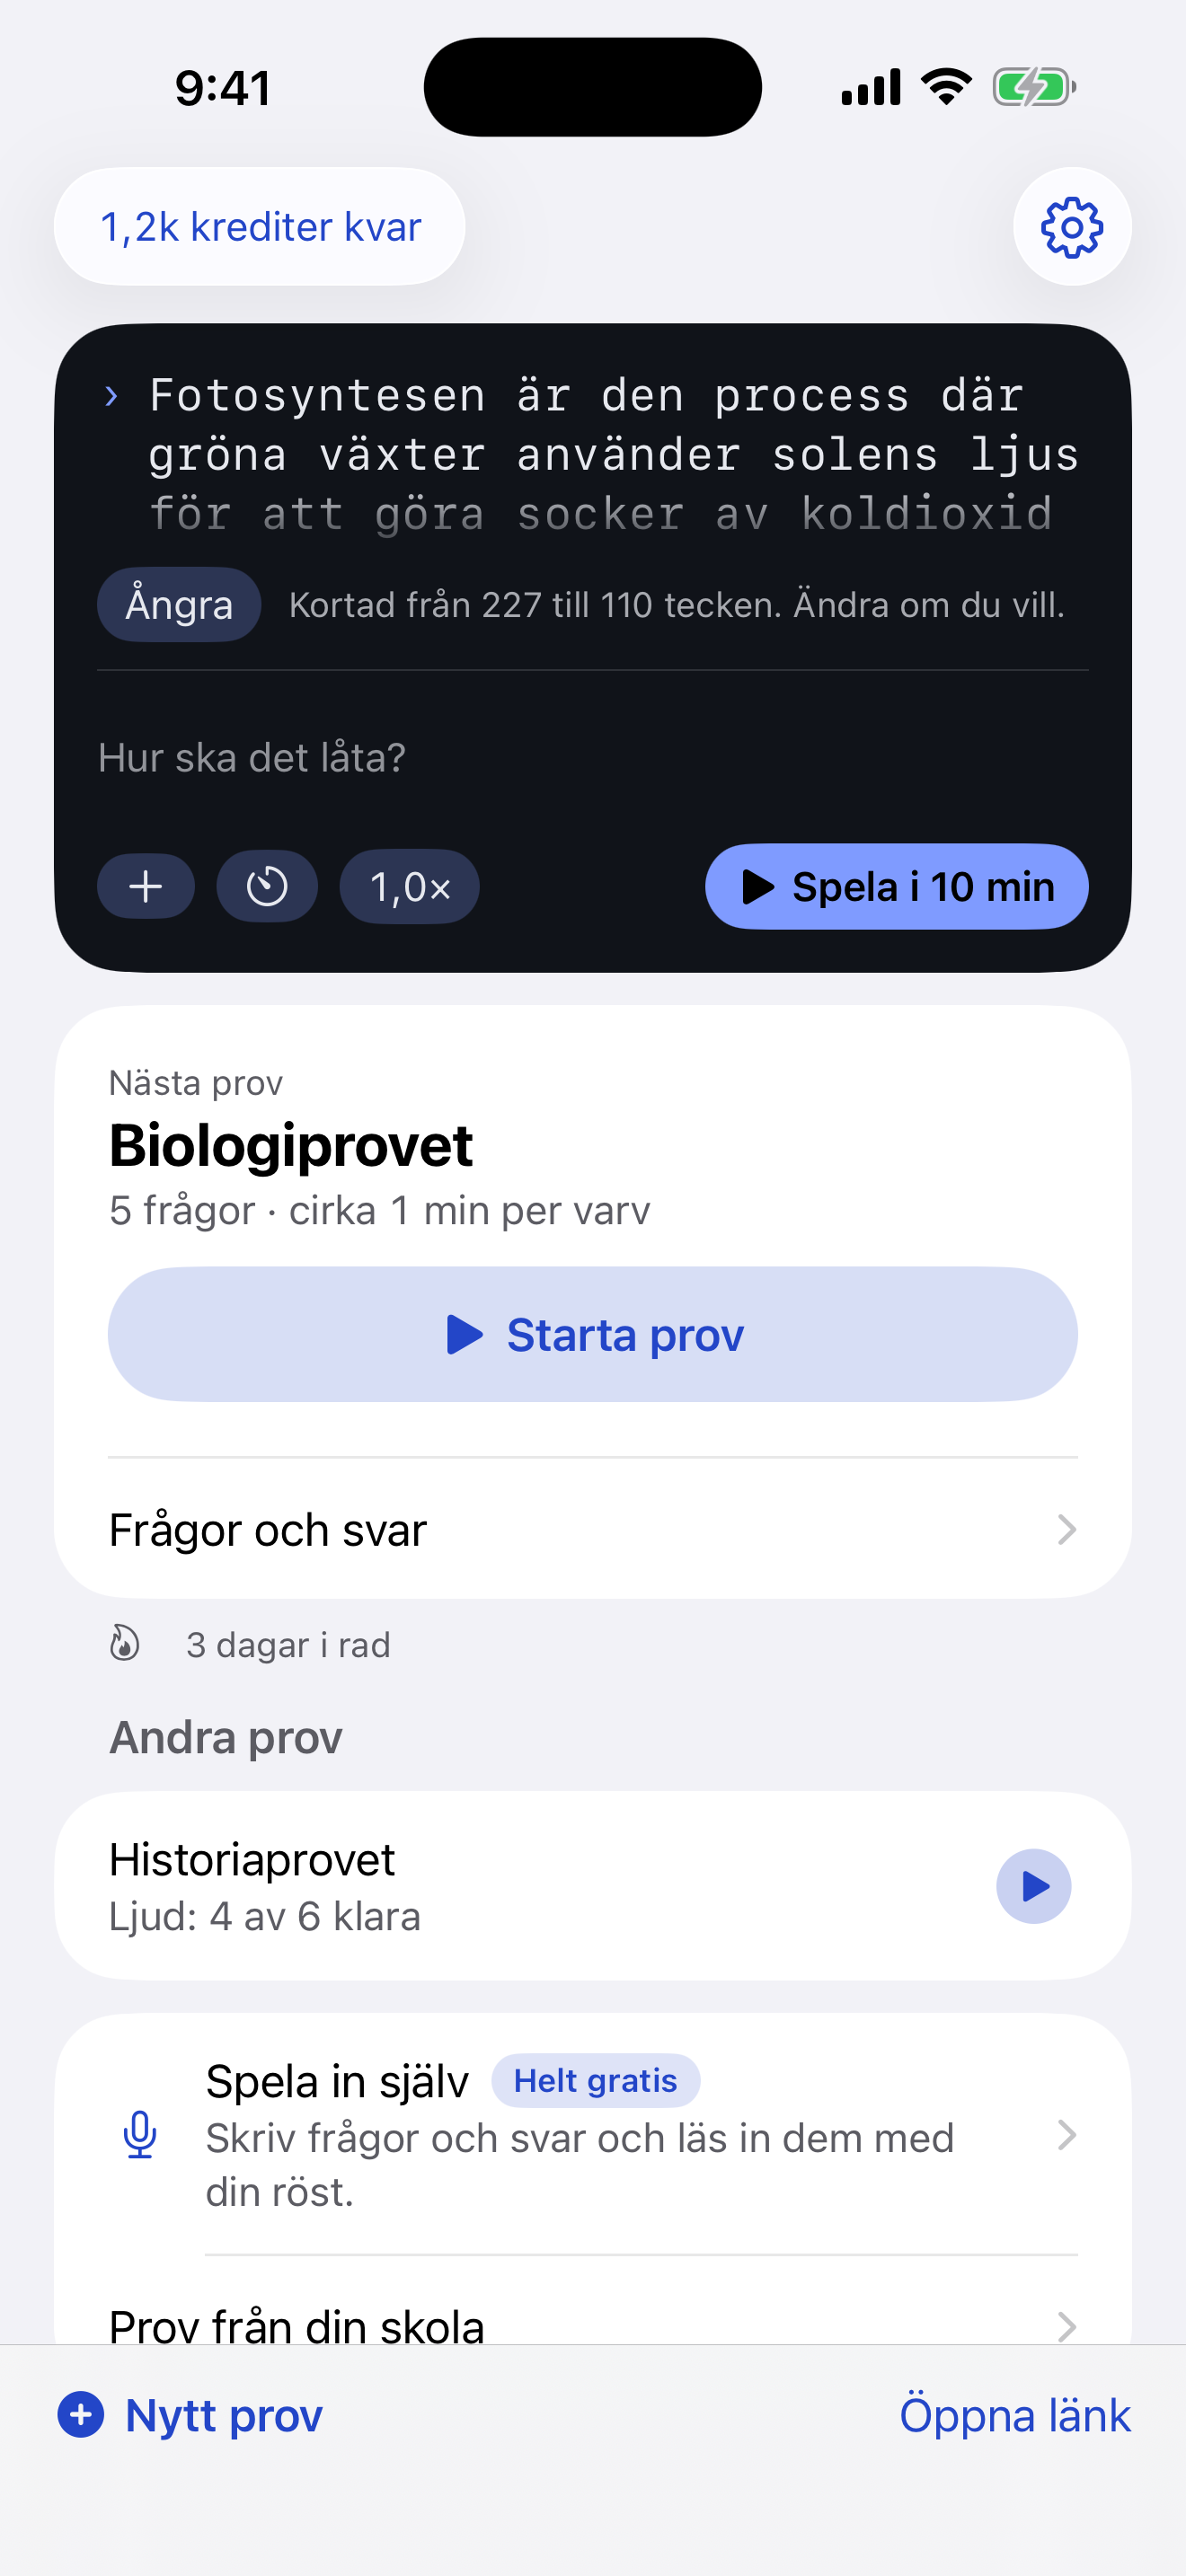 9:41
1,2k krediter kvar
› Fotosyntesen är den process där
gröna växter använder solens ljus
för att göra socker av koldioxid
Ångra
Kortad från 227 till 110 tecken. Ändra om du vill.
Hur ska det låta?
1,0×
Spela i 10 min
Nästa prov
Biologiprovet
5 frågor · cirka 1 min per varv
Starta prov
Frågor och svar
3 dagar i rad
Andra prov
Historiaprovet
Ljud: 4 av 6 klara
Spela in själv
Helt gratis
Skriv frågor och svar och läs in dem med
din röst.
Prov från din skola
Nytt prov
Öppna länk